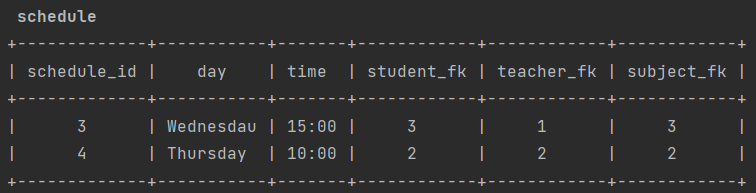 schedule
+-------------+-----------+-------+------------+------------+------------+
| schedule_id |    day    | time  | student_fk | teacher_fk | subject_fk |
+-------------+-----------+-------+------------+------------+------------+
|      3      | Wednesdau | 15:00 |     3      |     1      |     3      |
|      4      | Thursday  | 10:00 |     2      |     2      |     2      |
+-------------+-----------+-------+------------+------------+------------+